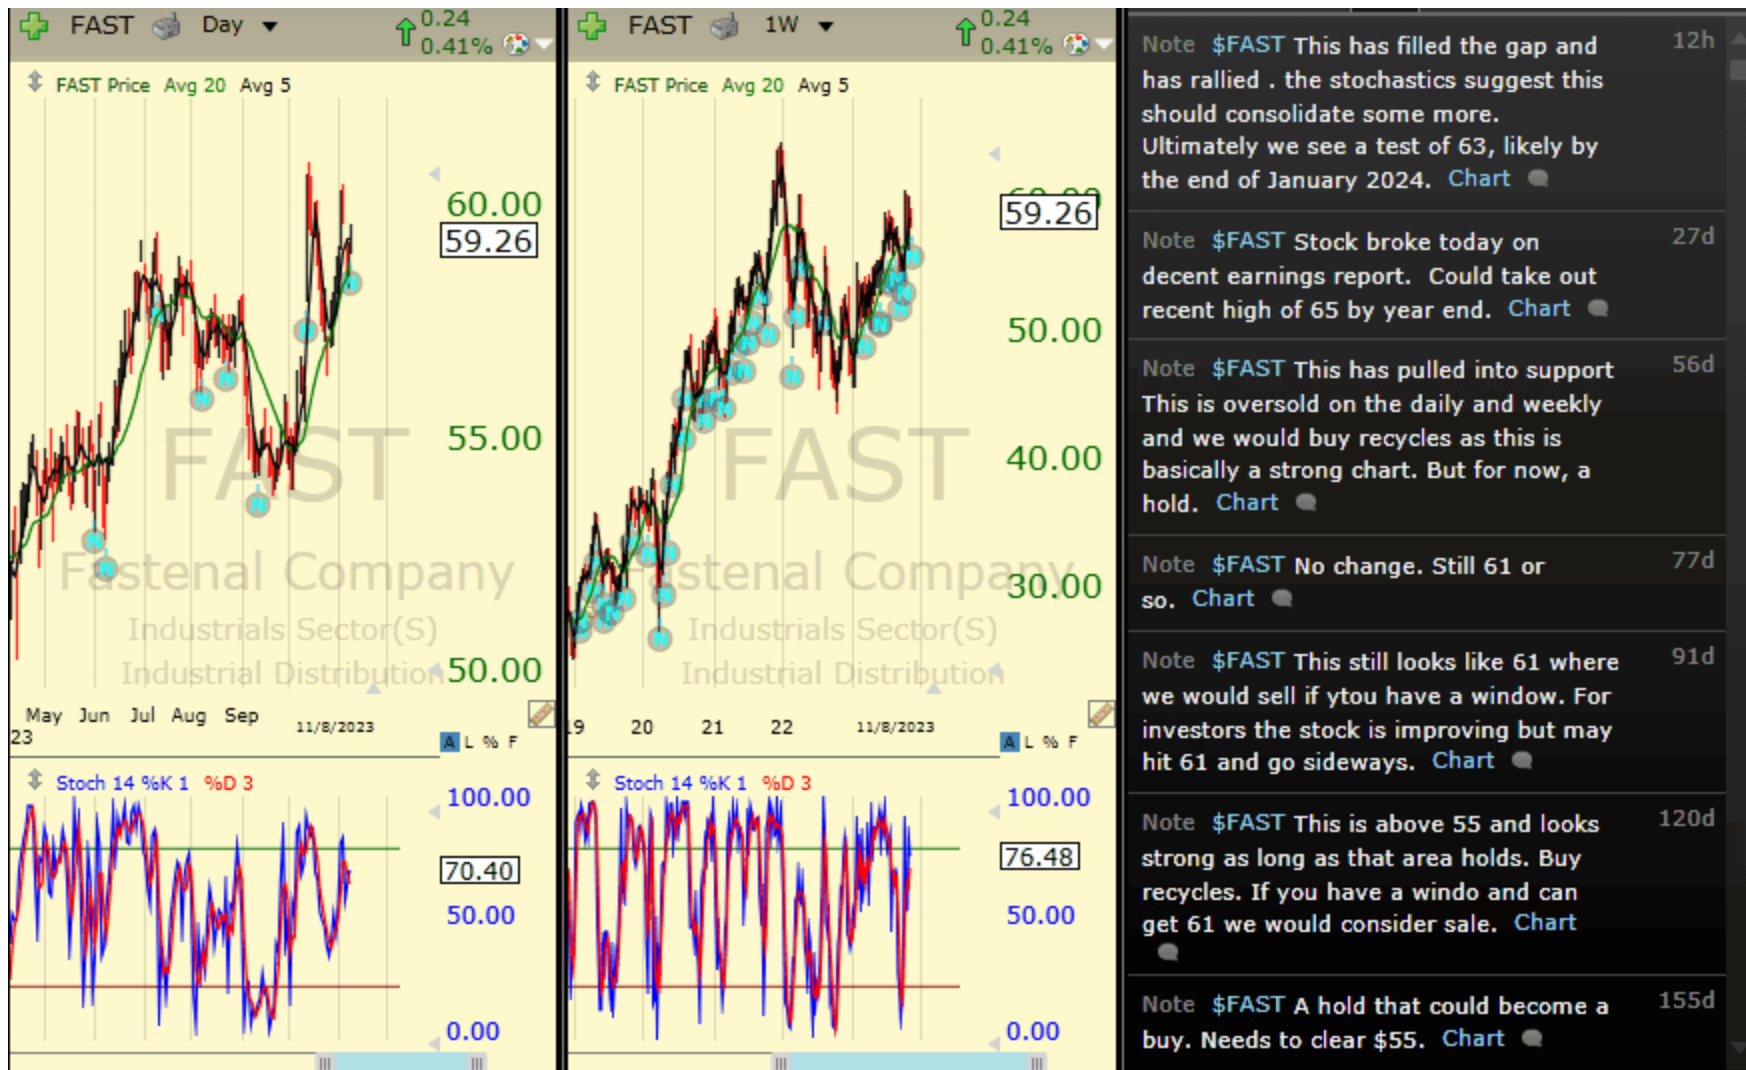 FAST Day 0.24
0.41%
FAST Price Avg 20 Avg 5
60.00
59.26
55.00
50.00
FAST
Fastenal Company
Industrials Sector(S)
Industrial Distribution
May Jun Jul Aug Sep 11/8/2023
23
A L % F
Stoch 14 %K 1 %D 3
100.00
70.40
50.00
0.00
FAST 1W 0.24
0.41%
FAST Price Avg 20 Avg 5
60.00
59.26
50.00
40.00
30.00
FAST
Fastenal Company
Industrials Sector(S)
Industrial Distribution
19 20 21 22 11/8/2023
A L % F
Stoch 14 %K 1 %D 3
100.00
76.48
50.00
0.00
Note $FAST This has filled the gap and 12h
has rallied . the stochastics suggest this
should consolidate some more.
Ultimately we see a test of 63, likely by
the end of January 2024. Chart
Note $FAST Stock broke today on 27d
decent earnings report. Could take out
recent high of 65 by year end. Chart
Note $FAST This has pulled into support 56d
This is oversold on the daily and weekly
and we would buy recycles as this is
basically a strong chart. But for now, a
hold. Chart
Note $FAST No change. Still 61 or 77d
so. Chart
Note $FAST This still looks like 61 where 91d
we would sell if ytou have a window. For
investors the stock is improving but may
hit 61 and go sideways. Chart
Note $FAST This is above 55 and looks 120d
strong as long as that area holds. Buy
recycles. If you have a windo and can
get 61 we would consider sale. Chart
Note $FAST A hold that could become a 155d
buy. Needs to clear $55. Chart